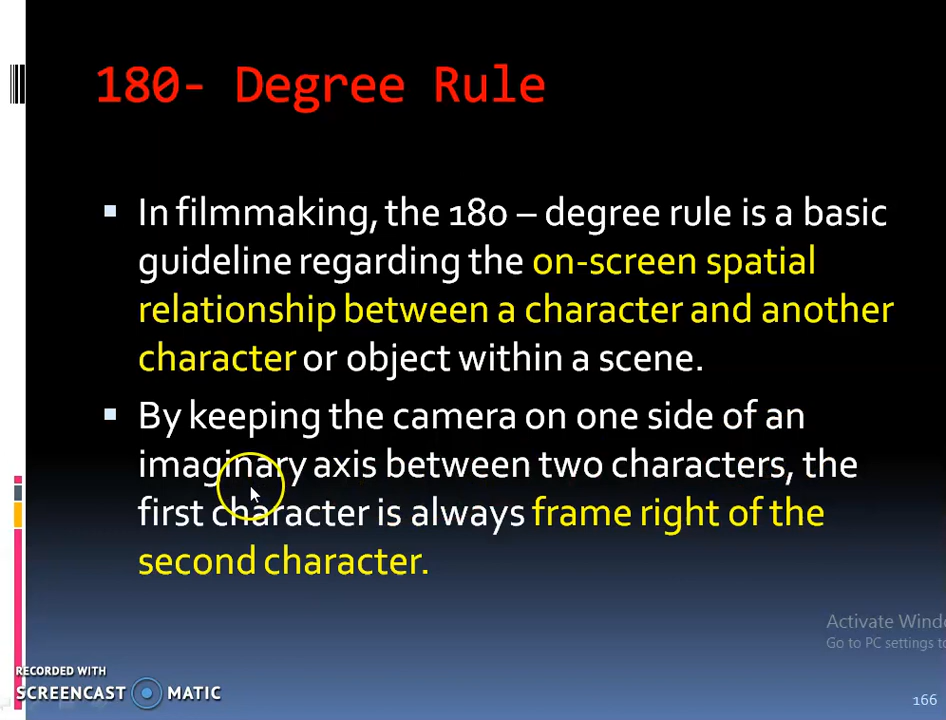 180- Degree Rule
In filmmaking, the 180 – degree rule is a basic
guideline regarding the on-screen spatial
relationship between a character and another
character or object within a scene.
By keeping the camera on one side of an
imaginary axis between two characters, the
first character is always frame right of the
second character.
Activate Wind
Go to PC settings to
RECORDED WITH
SCREENCAST MATIC
166